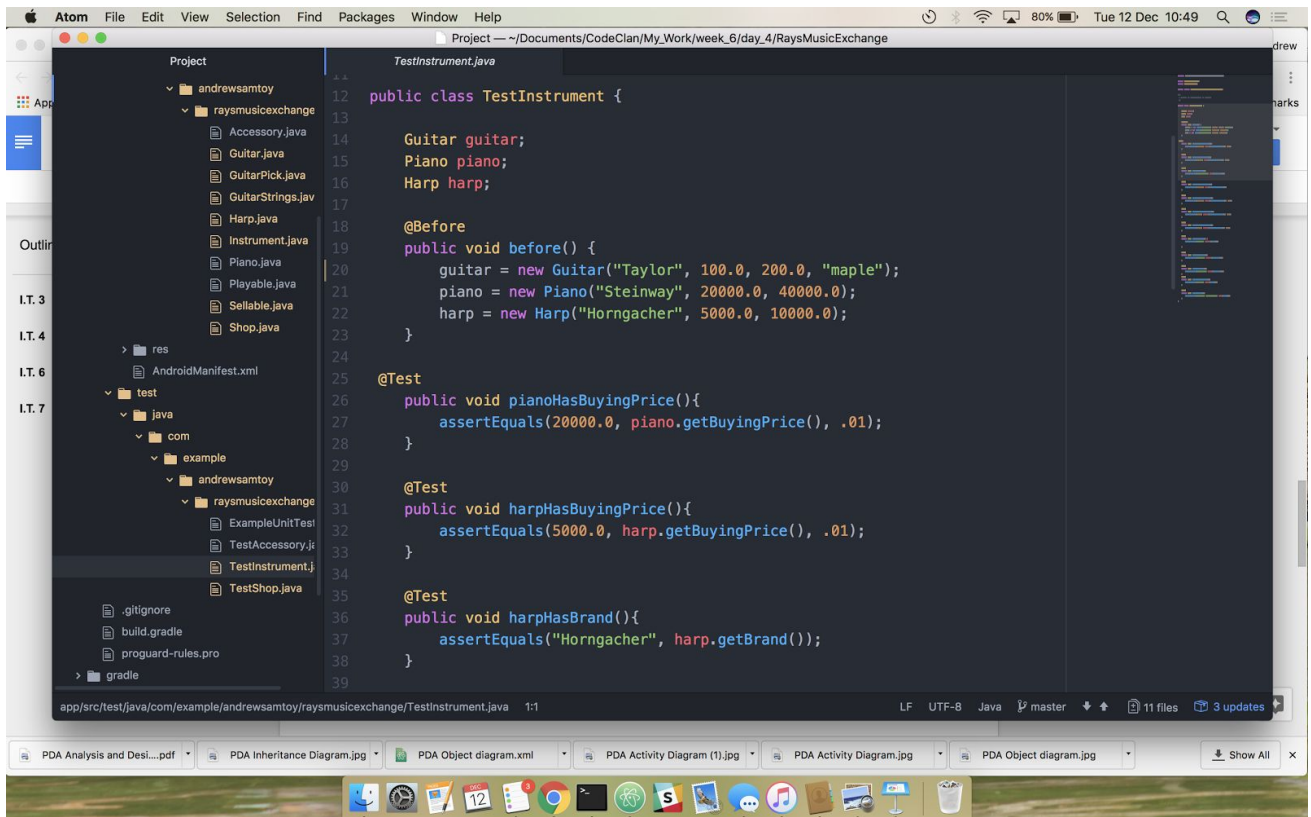 Atom File Edit View Selection Find Packages Window Help 80% Tue 12 Dec 10:49
Project — ~/Documents/CodeClan/My_Work/week_6/day_4/RaysMusicExchange
drew
App
arks
Outlin
I.T. 3
I.T. 4
I.T. 6
I.T. 7
Project
andrewsamtoy
raysmusicexchange
Accessory.java
Guitar.java
GuitarPick.java
GuitarStrings.jav
Harp.java
Instrument.java
Piano.java
Playable.java
Sellable.java
Shop.java
res
AndroidManifest.xml
test
java
com
example
andrewsamtoy
raysmusicexchange
ExampleUnitTest
TestAccessory.ja
TestInstrument.j
TestShop.java
.gitignore
build.gradle
proguard-rules.pro
gradle
TestInstrument.java
11
12 public class TestInstrument {
13
14 Guitar guitar;
15 Piano piano;
16 Harp harp;
17
18 @Before
19 public void before() {
20 guitar = new Guitar("Taylor", 100.0, 200.0, "maple");
21 piano = new Piano("Steinway", 20000.0, 40000.0);
22 harp = new Harp("Horngacher", 5000.0, 10000.0);
23 }
24
25 @Test
26 public void pianoHasBuyingPrice(){
27 assertEquals(20000.0, piano.getBuyingPrice(), .01);
28 }
29
30 @Test
31 public void harpHasBuyingPrice(){
32 assertEquals(5000.0, harp.getBuyingPrice(), .01);
33 }
34
35 @Test
36 public void harpHasBrand(){
37 assertEquals("Horngacher", harp.getBrand());
38 }
39
app/src/test/java/com/example/andrewsamtoy/raysmusicexchange/TestInstrument.java 1:1 LF UTF-8 Java master 11 files 3 updates
PDA Analysis and Desi....pdf PDA Inheritance Diagram.jpg PDA Object diagram.xml PDA Activity Diagram (1).jpg PDA Activity Diagram.jpg PDA Object diagram.jpg Show All
DEC
12
3
S